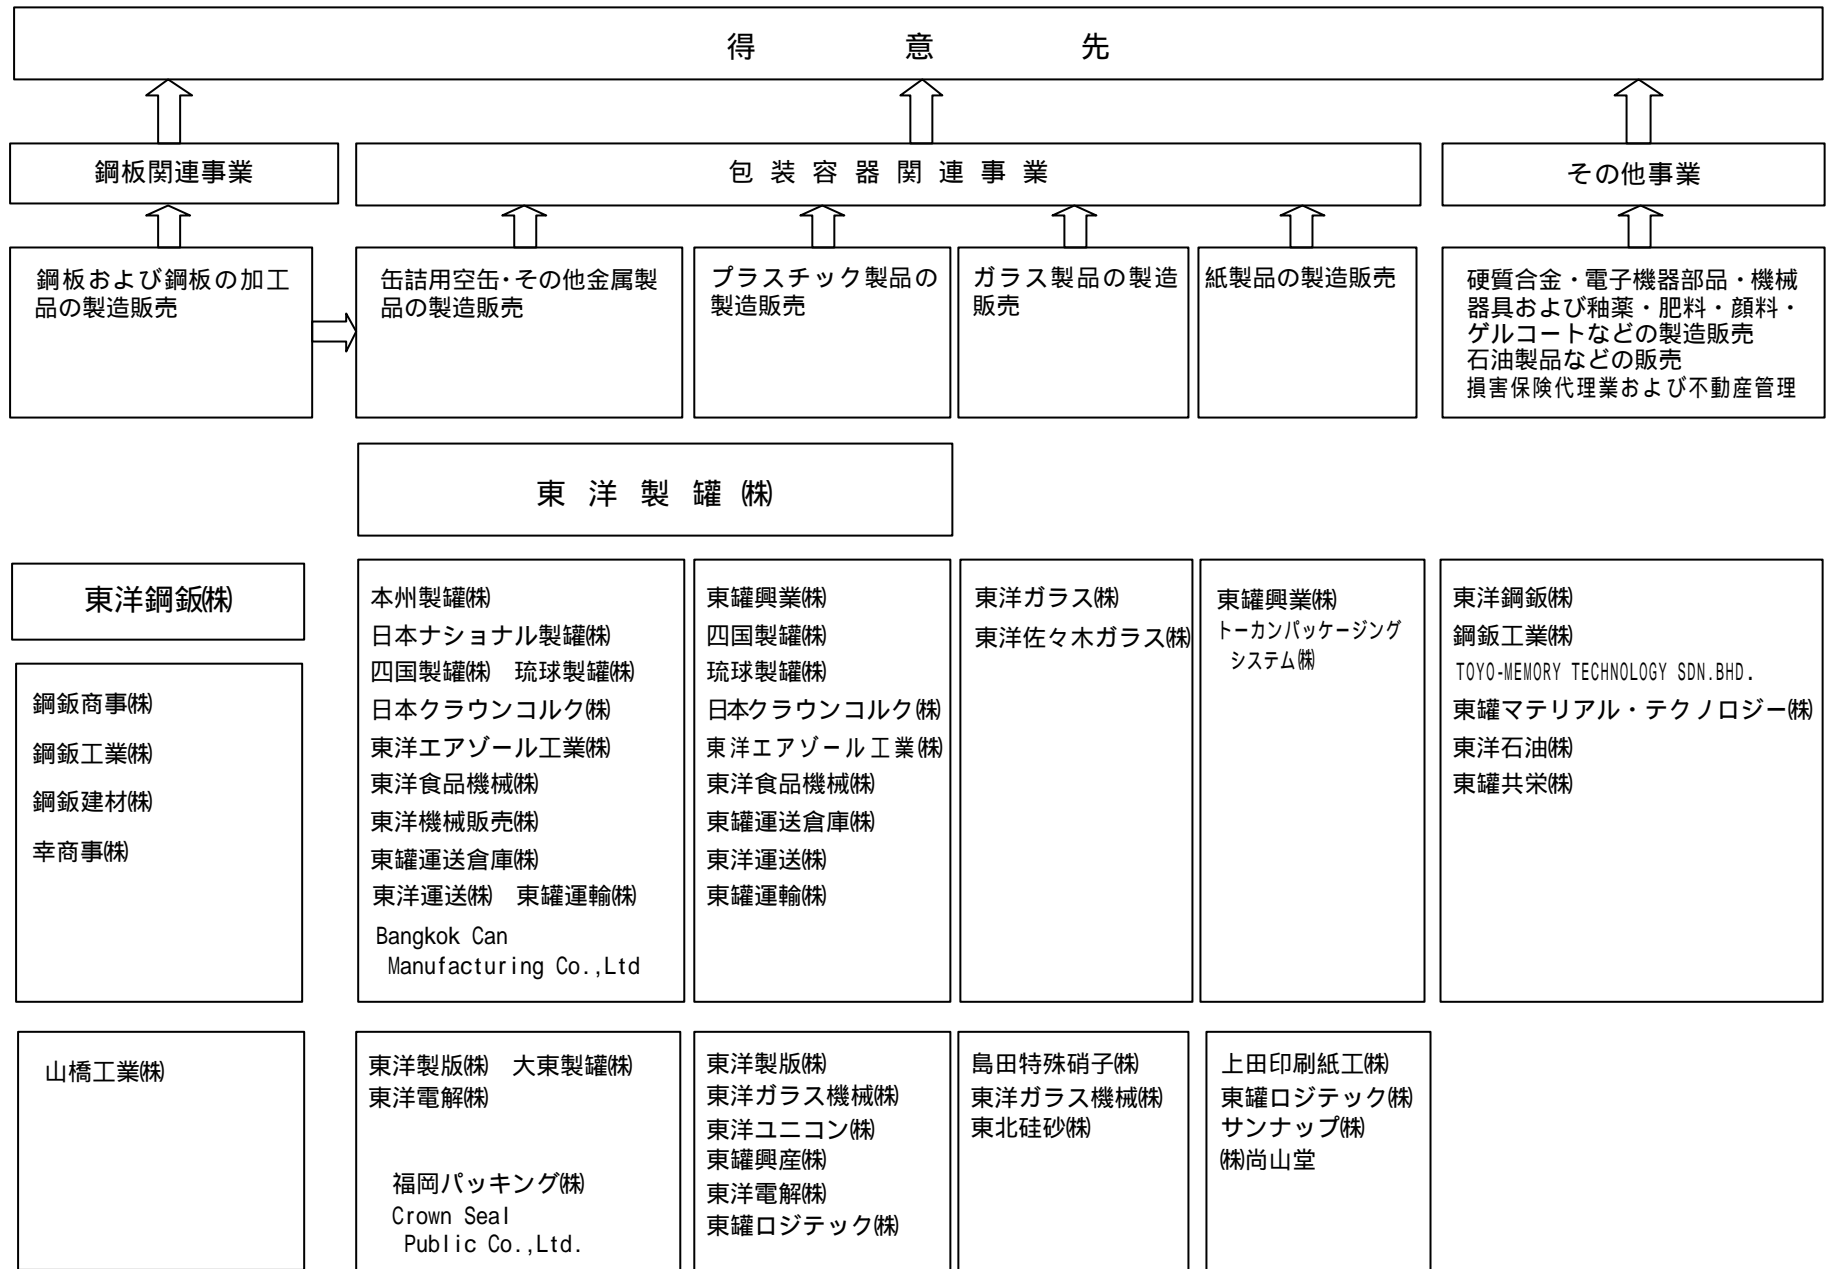 得意先
鋼板関連事業
包装容器関連事業
その他事業
鋼板および鋼板の加工
品の製造販売
缶詰用空缶・その他金属製
品の製造販売
プラスチック製品の
製造販売
ガラス製品の製造
販売
紙製品の製造販売
硬質合金・電子機器部品・機械
器具および釉薬・肥料・顔料・
ゲルコートなどの製造販売
石油製品などの販売
損害保険代理業および不動産管理
東洋製罐㈱
東洋鋼鈑㈱
鋼鈑商事㈱
鋼鈑工業㈱
鋼鈑建材㈱
幸商事㈱
本州製罐㈱
日本ナショナル製罐㈱
四国製罐㈱　琉球製罐㈱
日本クラウンコルク㈱
東洋エアゾール工業㈱
東洋食品機械㈱
東洋機械販売㈱
東罐運送倉庫㈱
東洋運送㈱　東罐運輸㈱
Bangkok Can
Manufacturing Co.,Ltd
東罐興業㈱
四国製罐㈱
琉球製罐㈱
日本クラウンコルク㈱
東洋エアゾール工業㈱
東洋食品機械㈱
東罐運送倉庫㈱
東洋運送㈱
東罐運輸㈱
東洋ガラス㈱
東洋佐々木ガラス㈱
東罐興業㈱
トーカンパッケージング
システム㈱
東洋鋼鈑㈱
鋼鈑工業㈱
TOYO-MEMORY TECHNOLOGY SDN.BHD.
東罐マテリアル・テクノロジー㈱
東洋石油㈱
東罐共栄㈱
山橋工業㈱
東洋製版㈱　大東製罐㈱
東洋電解㈱
福岡パッキング㈱
Crown Seal
Public Co.,Ltd.
東洋製版㈱
東洋ガラス機械㈱
東洋ユニコン㈱
東罐興産㈱
東洋電解㈱
東罐ロジテック㈱
島田特殊硝子㈱
東洋ガラス機械㈱
東北硅砂㈱
上田印刷紙工㈱
東罐ロジテック㈱
サンナップ㈱
㈱尚山堂